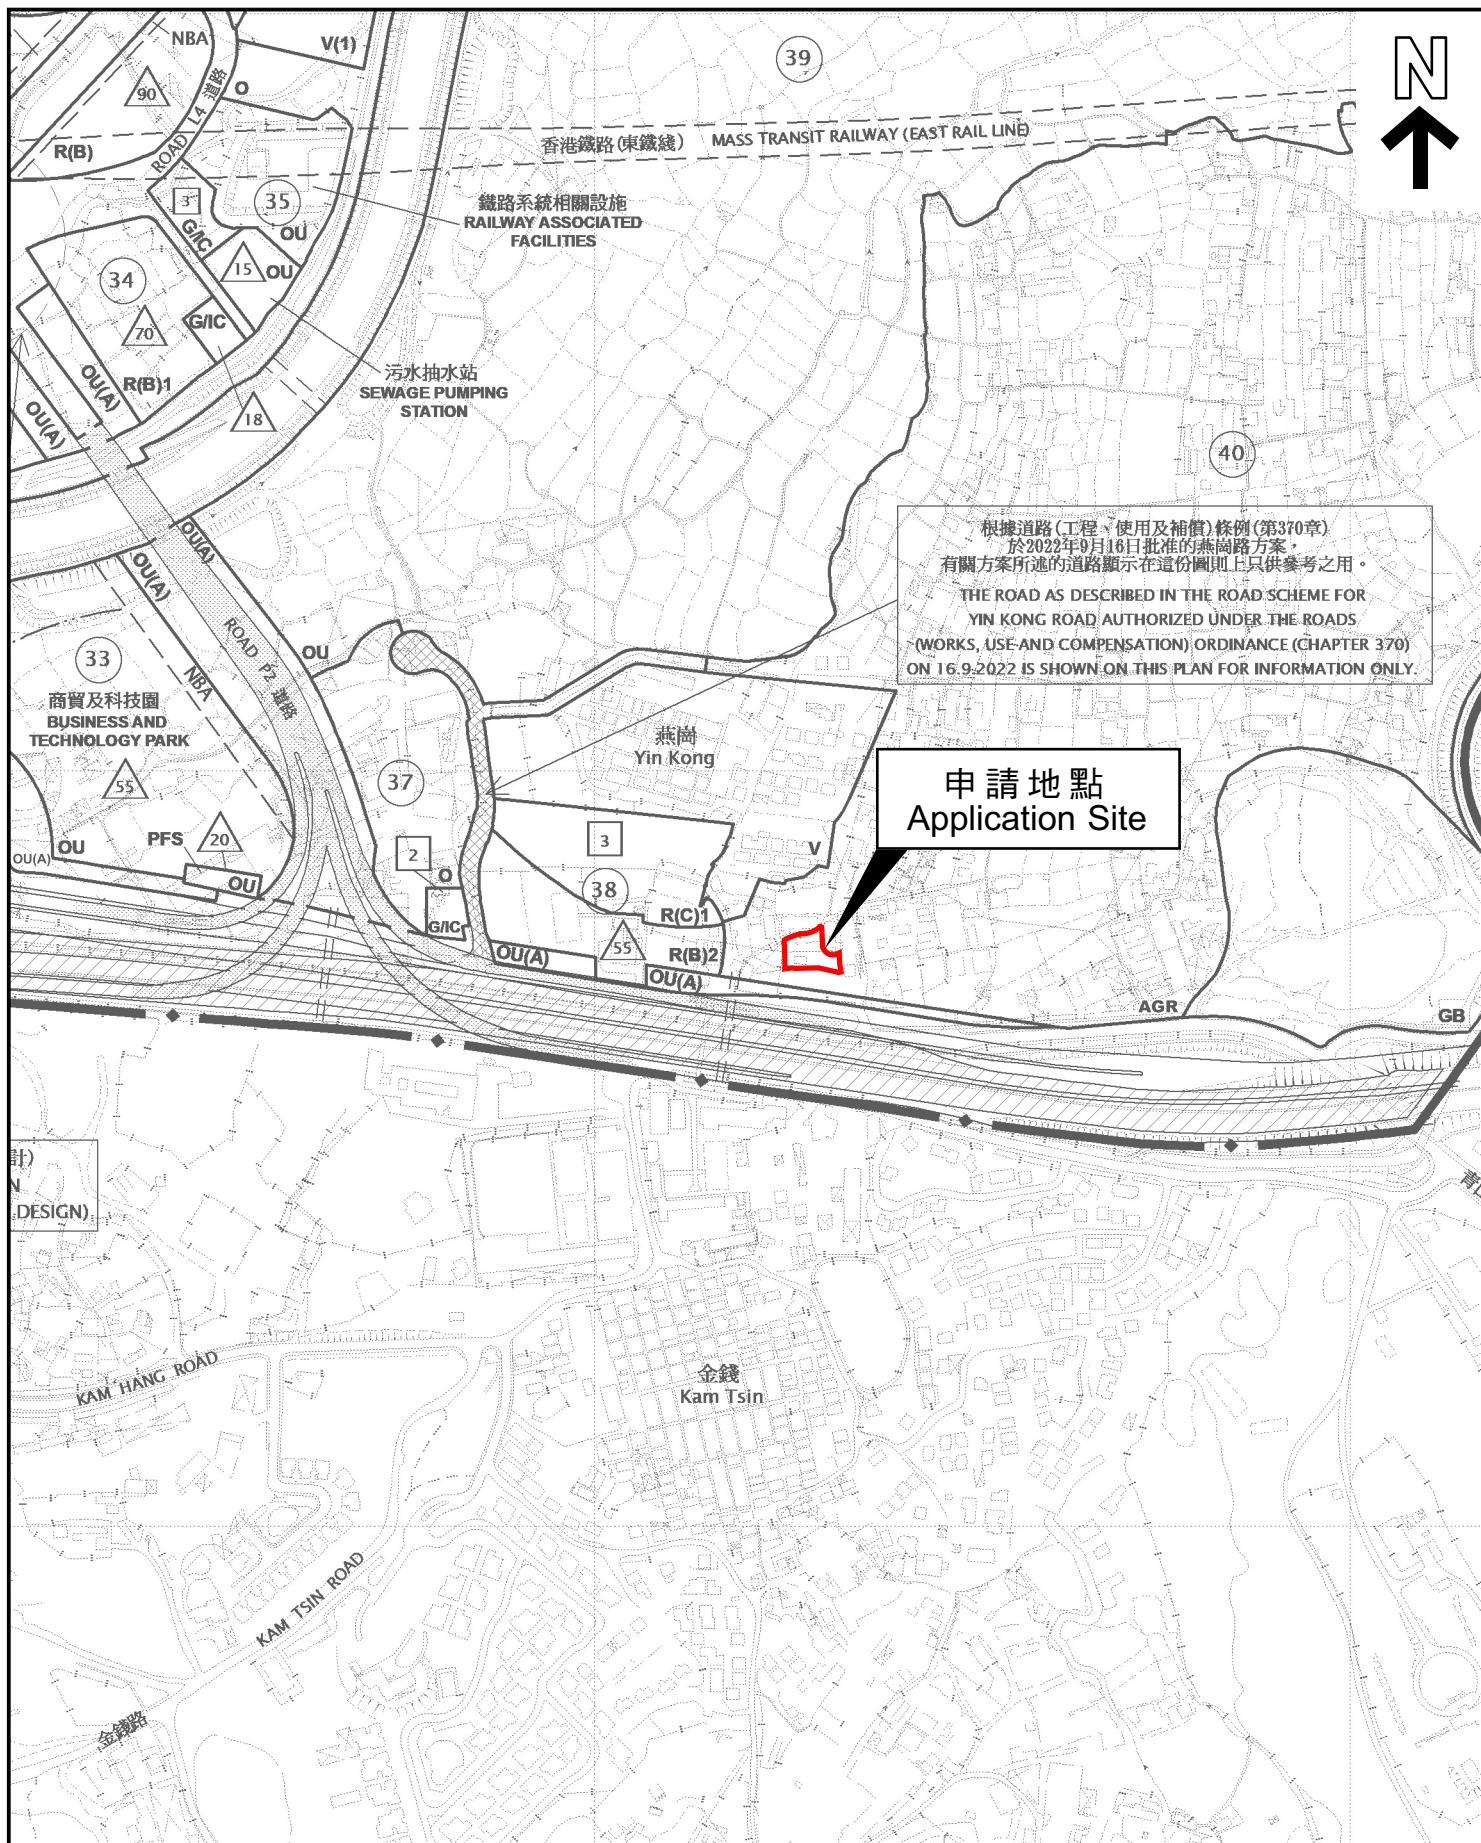 NBA
V(1)
39
N
90
O
R(B)
ROAD L4 道路
香港鐵路(東鐵綫)
MASS TRANSIT RAILWAY (EAST RAIL LINE)
3
35
鐵路系統相關設施
RAILWAY ASSOCIATED
FACILITIES
G/IC
OU
15
OU
34
70
G/IC
R(B)1
OU(A)
OU(A)
18
污水抽水站
SEWAGE PUMPING
STATION
40
OU(A)
OU(A)
根據道路(工程、使用及補償)條例(第370章)
於2022年9月16日批准的燕崗路方案，
有關方案所述的道路顯示在這份圖則上只供參考之用。
THE ROAD AS DESCRIBED IN THE ROAD SCHEME FOR
YIN KONG ROAD AUTHORIZED UNDER THE ROADS
(WORKS, USE AND COMPENSATION) ORDINANCE (CHAPTER 370)
ON 16.9.2022 IS SHOWN ON THIS PLAN FOR INFORMATION ONLY.
ROAD P2 道路
OU
33
NBA
商貿及科技園
BUSINESS AND
TECHNOLOGY PARK
55
燕崗
Yin Kong
37
申請地點
Application Site
PFS
20
OU
OU(A)
OU
2
O
G/IC
3
38
V
R(C)1
55
R(B)2
OU(A)
OU(A)
AGR
GB
計)
N
DESIGN)
KAM HANG ROAD
金錢
Kam Tsin
KAM TSIN ROAD
金錢路